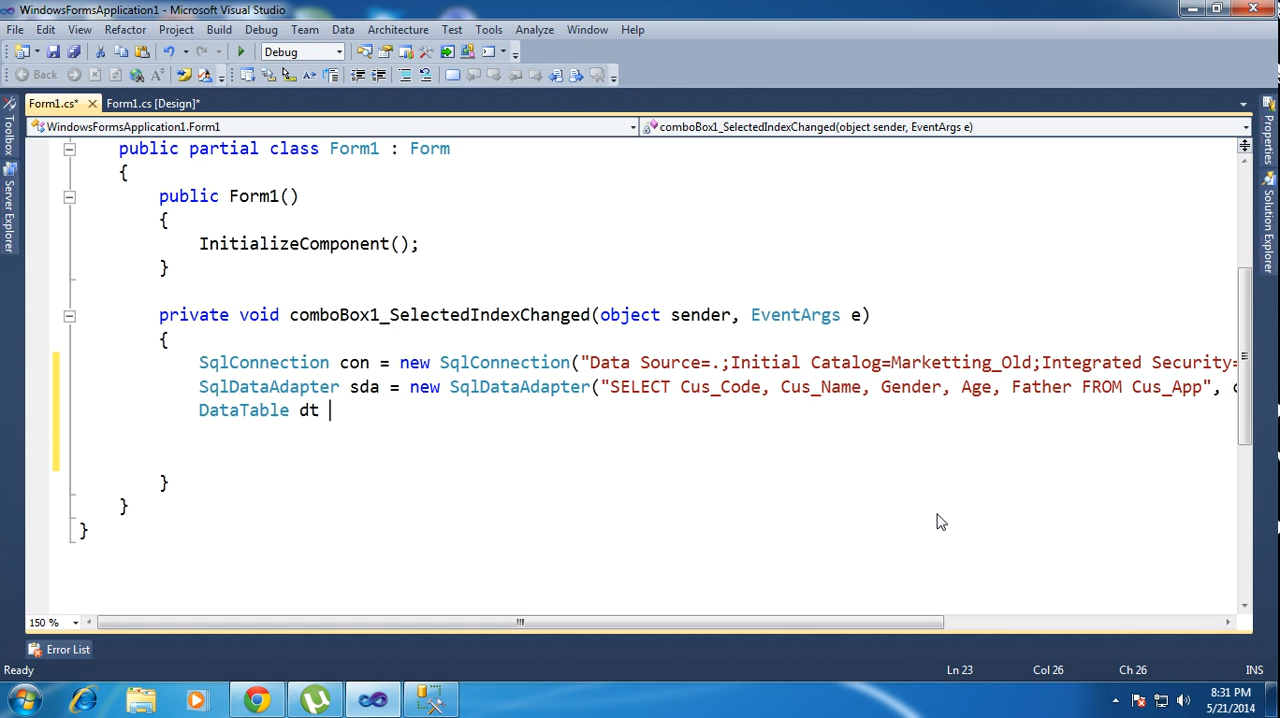 WindowsFormsApplication1 - Microsoft Visual Studio
File Edit View Refactor Project Build Debug Team Data Architecture Test Tools Analyze Window Help
Debug
Back
Form1.cs* Form1.cs [Design]*
WindowsFormsApplication1.Form1 comboBox1_SelectedIndexChanged(object sender, EventArgs e)
Toolbox
Server Explorer
Properties
Solution Explorer
public partial class Form1 : Form
{
public Form1()
{
InitializeComponent();
}
private void comboBox1_SelectedIndexChanged(object sender, EventArgs e)
{
SqlConnection con = new SqlConnection("Data Source=.;Initial Catalog=Marketting_Old;Integrated Security=
SqlDataAdapter sda = new SqlDataAdapter("SELECT Cus_Code, Cus_Name, Gender, Age, Father FROM Cus_App", c
DataTable dt
}
}
}
150 %
Error List
Ready Ln 23 Col 26 Ch 26 INS
8:31 PM
5/21/2014